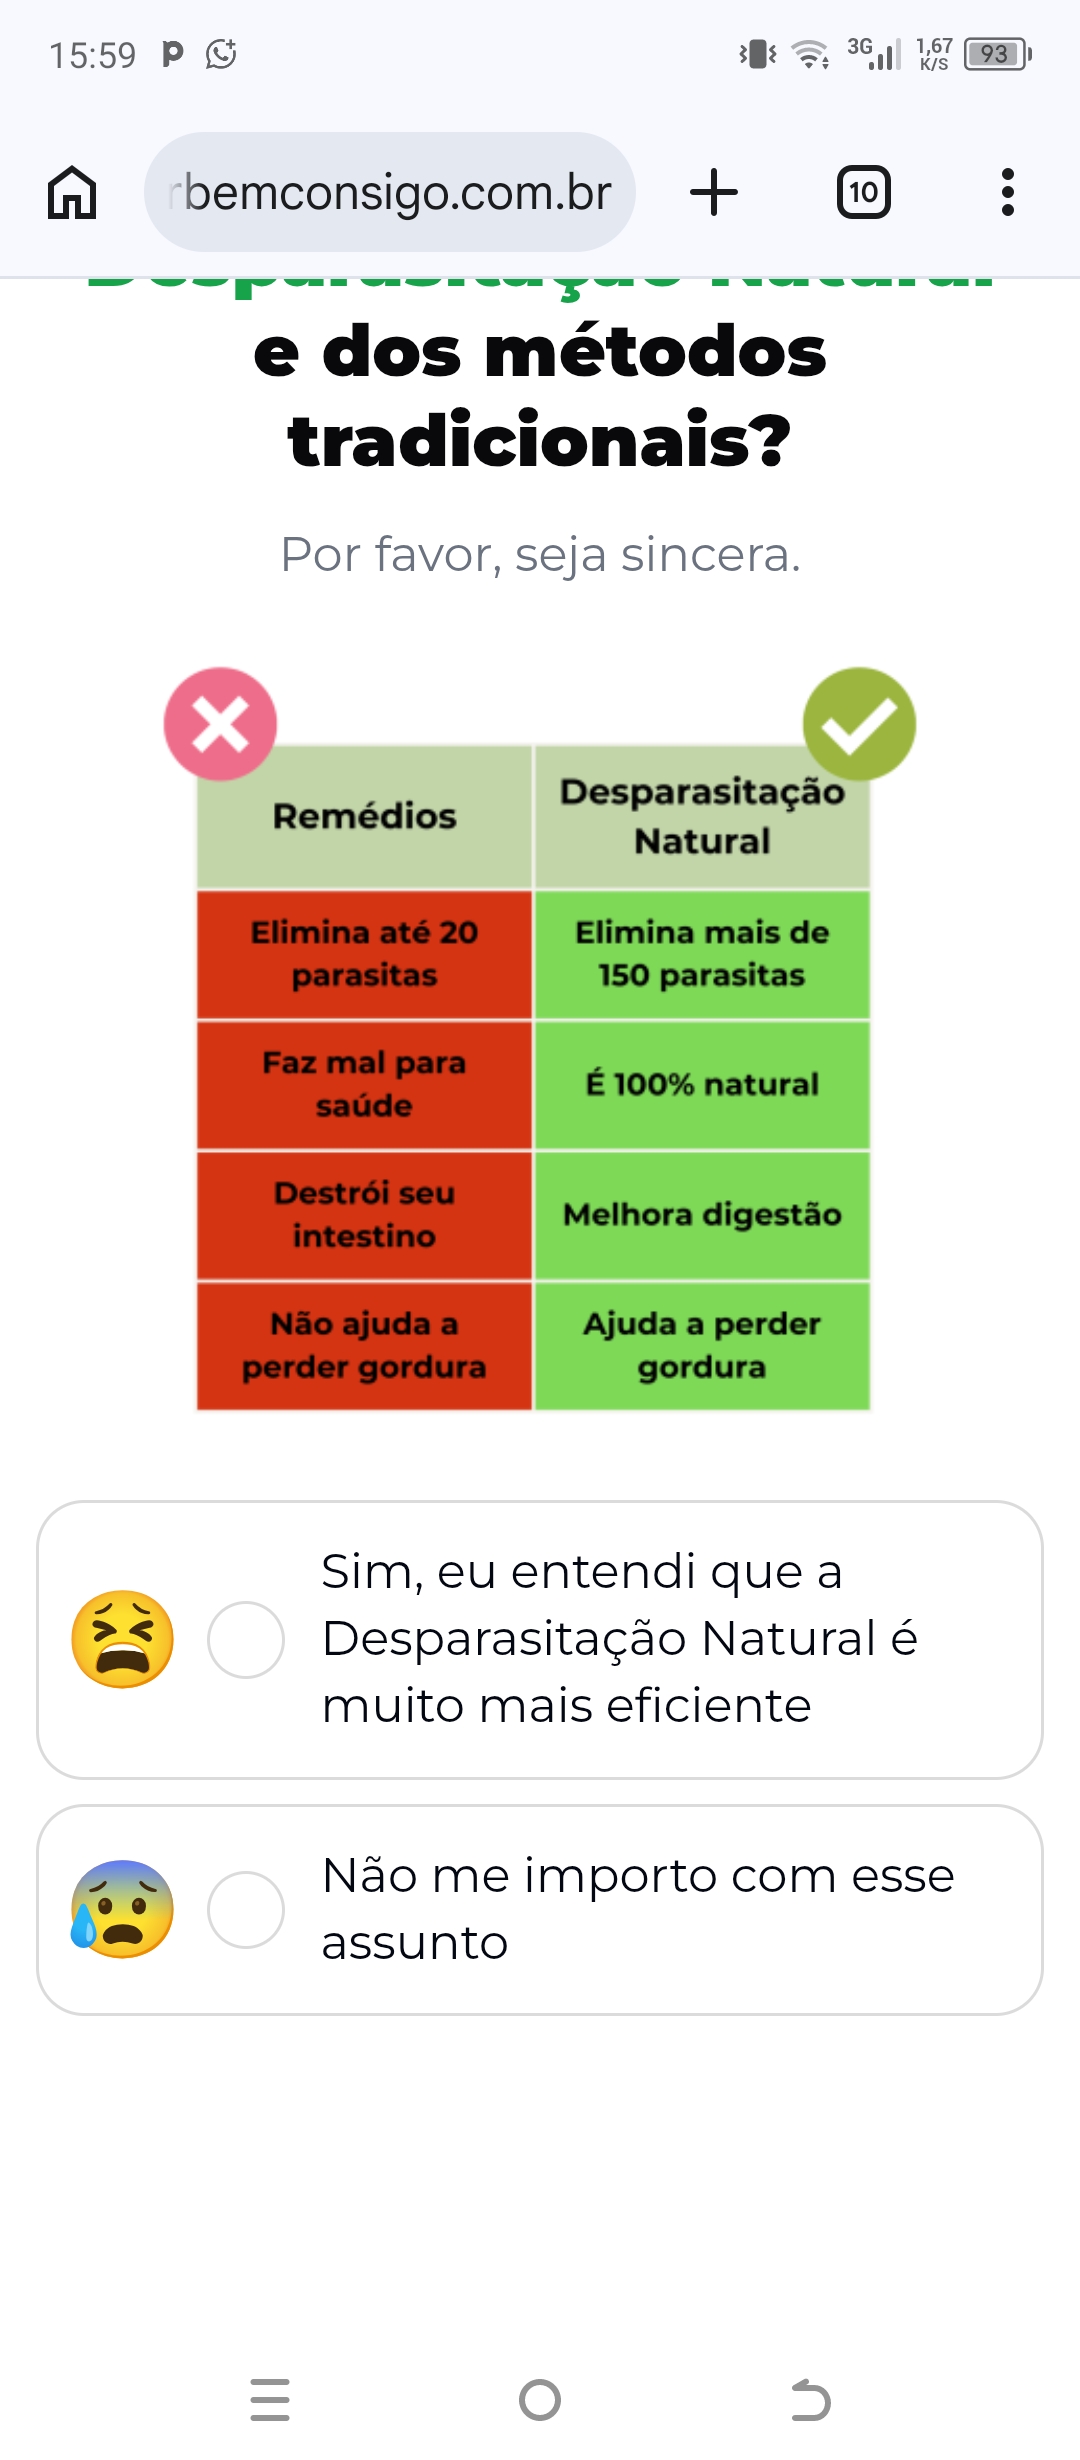 15:59
3G
1,67
K/S
93
rbemconsigo.com.br
10
Desparasitação Natural
e dos métodos
tradicionais?
Por favor, seja sincera.
Remédios
Desparasitação
Natural
Elimina até 20
parasitas
Elimina mais de
150 parasitas
Faz mal para
saúde
É 100% natural
Destrói seu
intestino
Melhora digestão
Não ajuda a
perder gordura
Ajuda a perder
gordura
Sim, eu entendi que a
Desparasitação Natural é
muito mais eficiente
Não me importo com esse
assunto